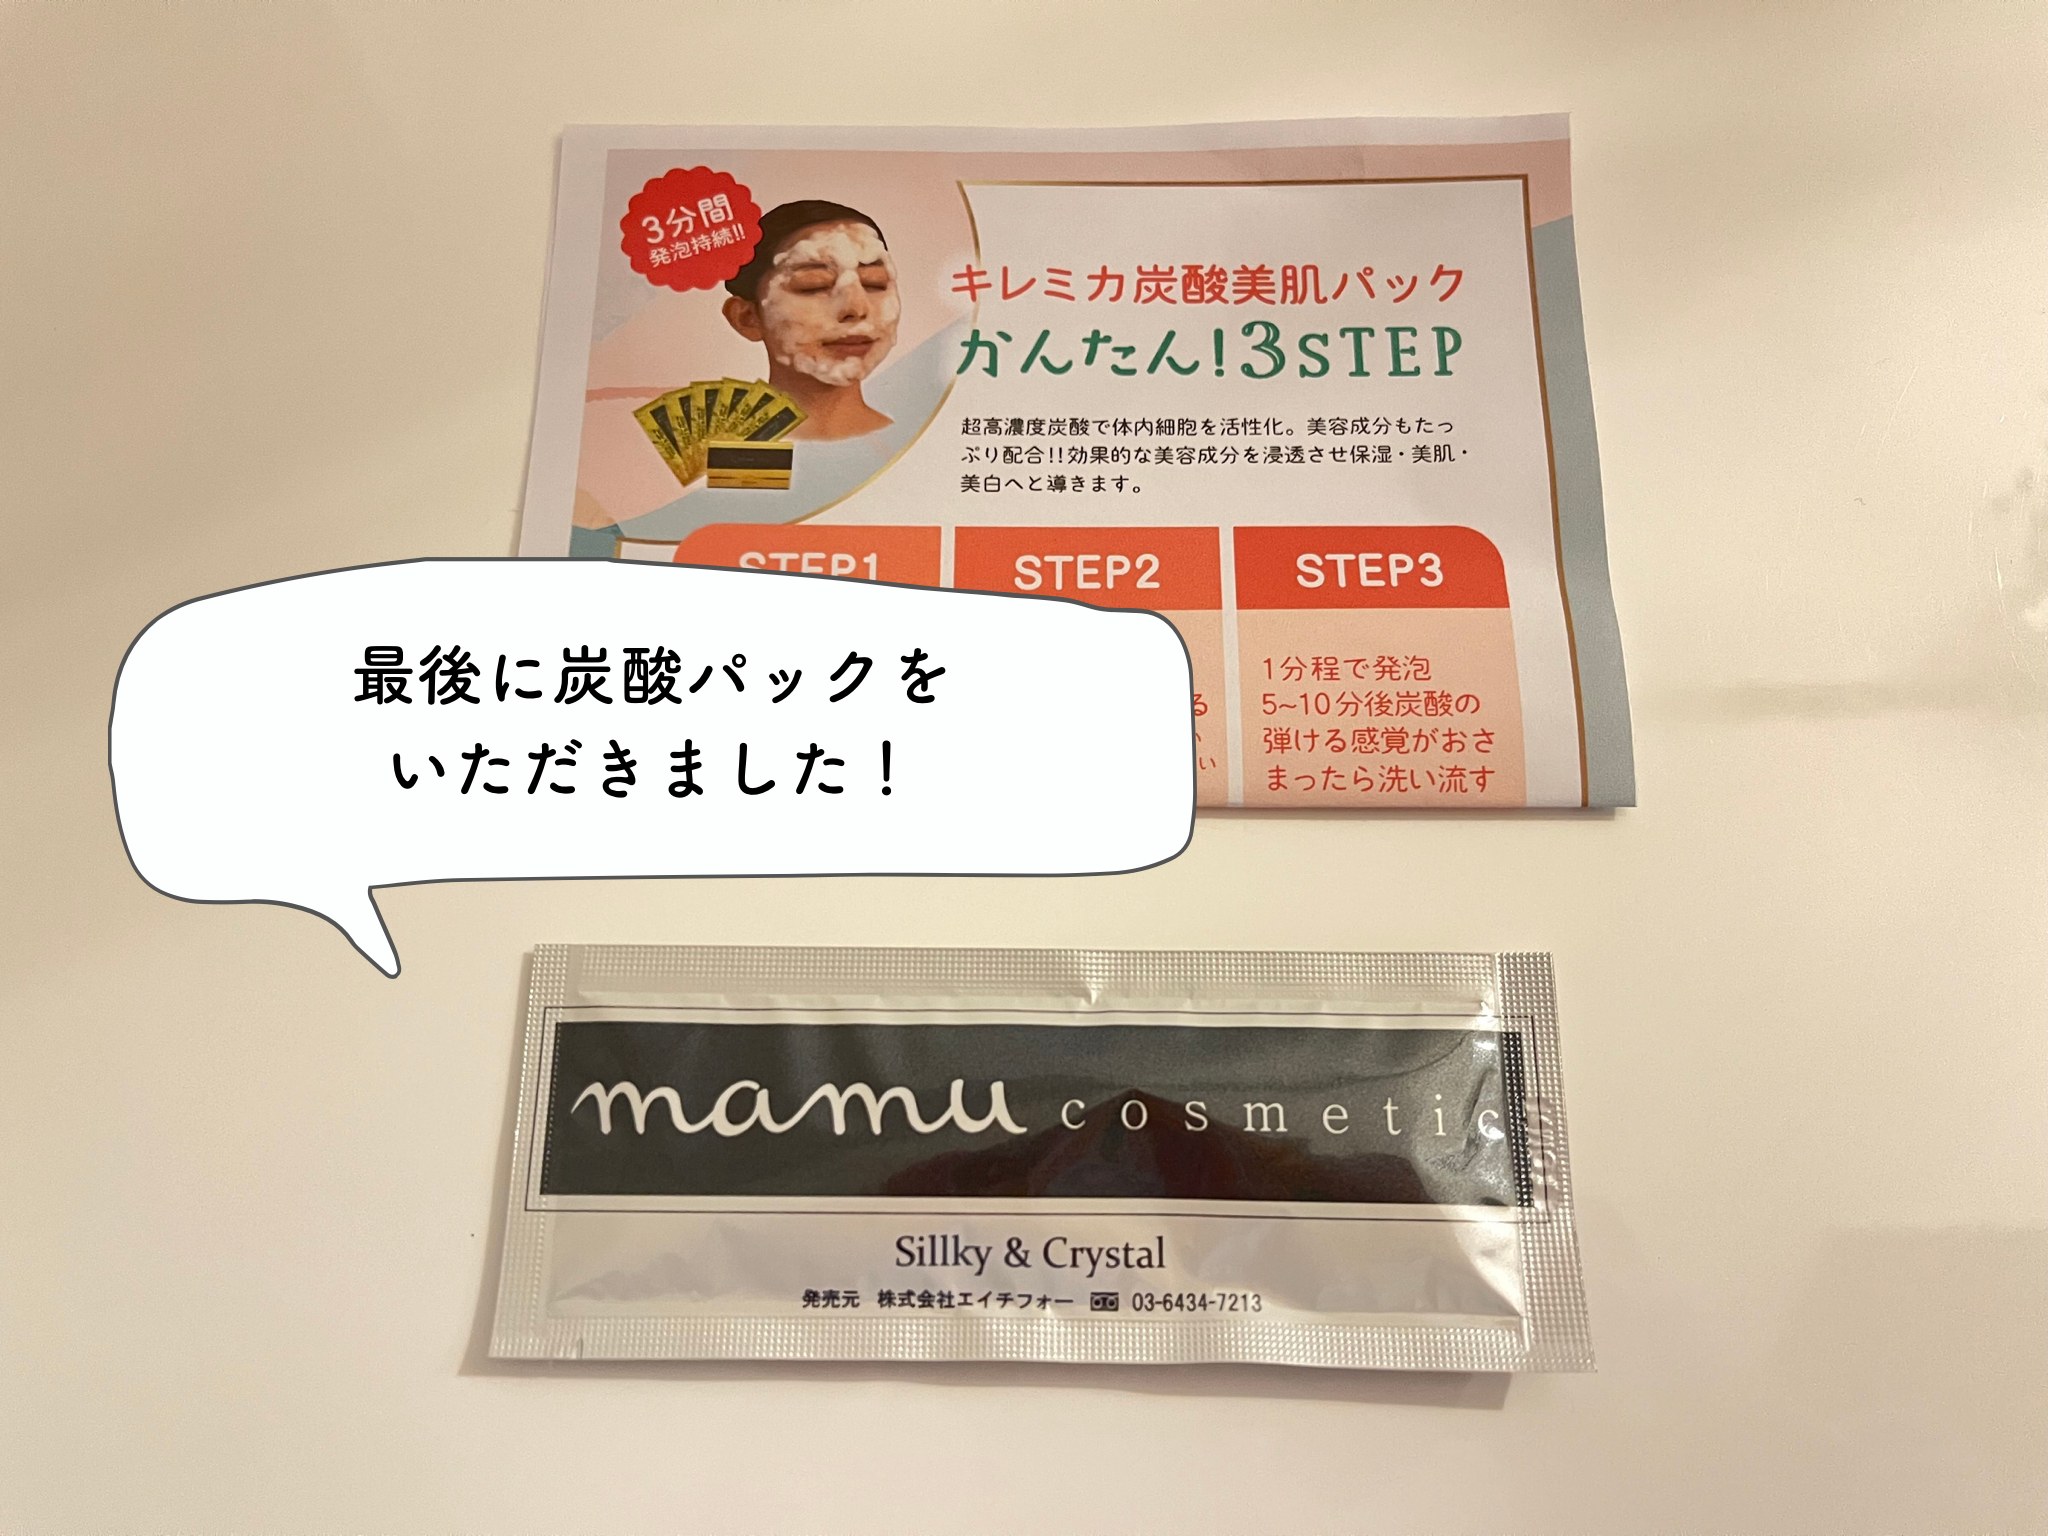 3分間
発泡持続!!
キレミカ炭酸美肌パック
かんたん!3STEP
超高濃度炭酸で体内細胞を活性化。美容成分もたっ
ぷり配合!!効果的な美容成分を浸透させ保湿・美肌・
美白へと導きます。
STEP1
STEP2
STEP3
る
い
1分程で発泡
5~10分後炭酸の
弾ける感覚がおさ
まったら洗い流す
最後に炭酸パックを
いただきました！
mamu cosmetics
Sillky & Crystal
発売元 株式会社エイチフォー 03-6434-7213